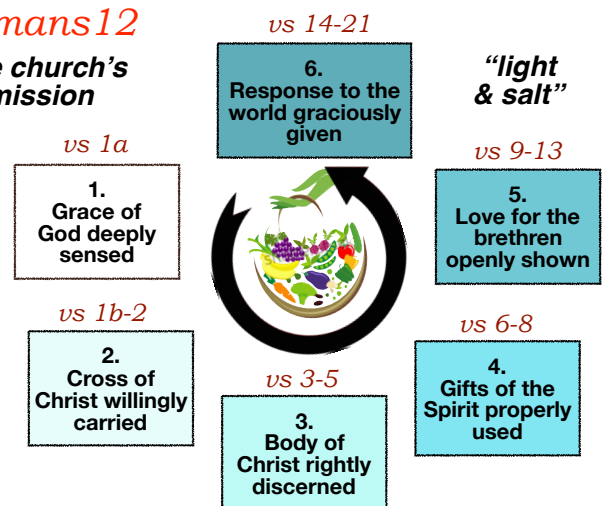 mans12
e church's
mission
vs 1a
1.
Grace of
God deeply
sensed
vs 1b-2
2.
Cross of
Christ willingly
carried
vs 3-5
3.
Body of
Christ rightly
discerned
vs 6-8
4.
Gifts of the
Spirit properly
used
vs 9-13
5.
Love for the
brethren
openly shown
vs 14-21
6.
Response to the
world graciously
given
“light
& salt”